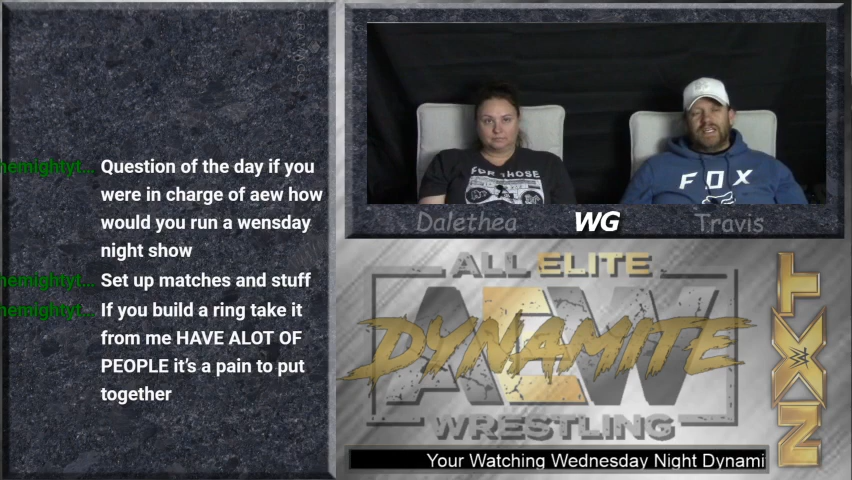 hemightyt... Question of the day if you
were in charge of aew how
would you run a wensday
night show
hemightyt... Set up matches and stuff
hemightyt... If you build a ring take it
from me HAVE ALOT OF
PEOPLE it's a pain to put
together
FOR THOSE
FOX
Dalethea
WG
Travis
ALL ELITE
AEW
DYNAMITE
WRESTLING
NXT
W
Your Watching Wednesday Night Dynami